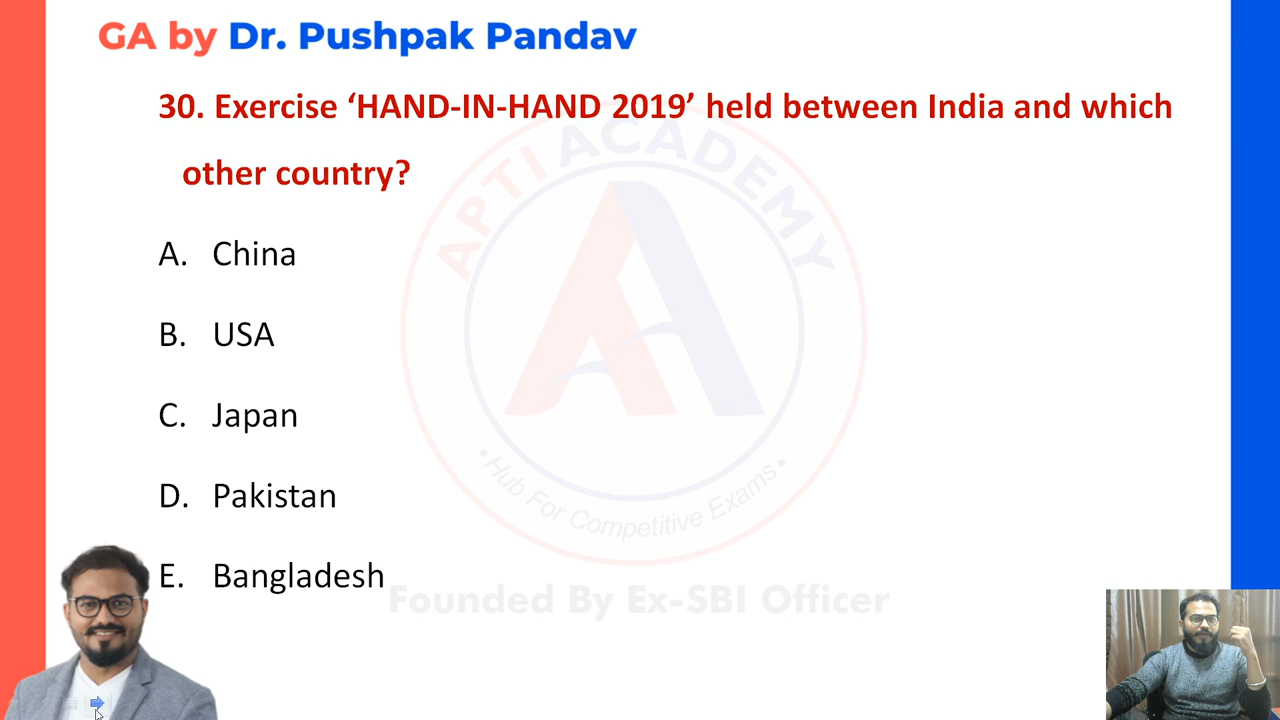 GA by Dr. Pushpak Pandav
30. Exercise ‘HAND-IN-HAND 2019’ held between India and which
other country?
A. China
B. USA
C. Japan
D. Pakistan
E. Bangladesh
APTI ACADEMY
•Hub For Competitive Exams•
Founded By Ex-SBI Officer